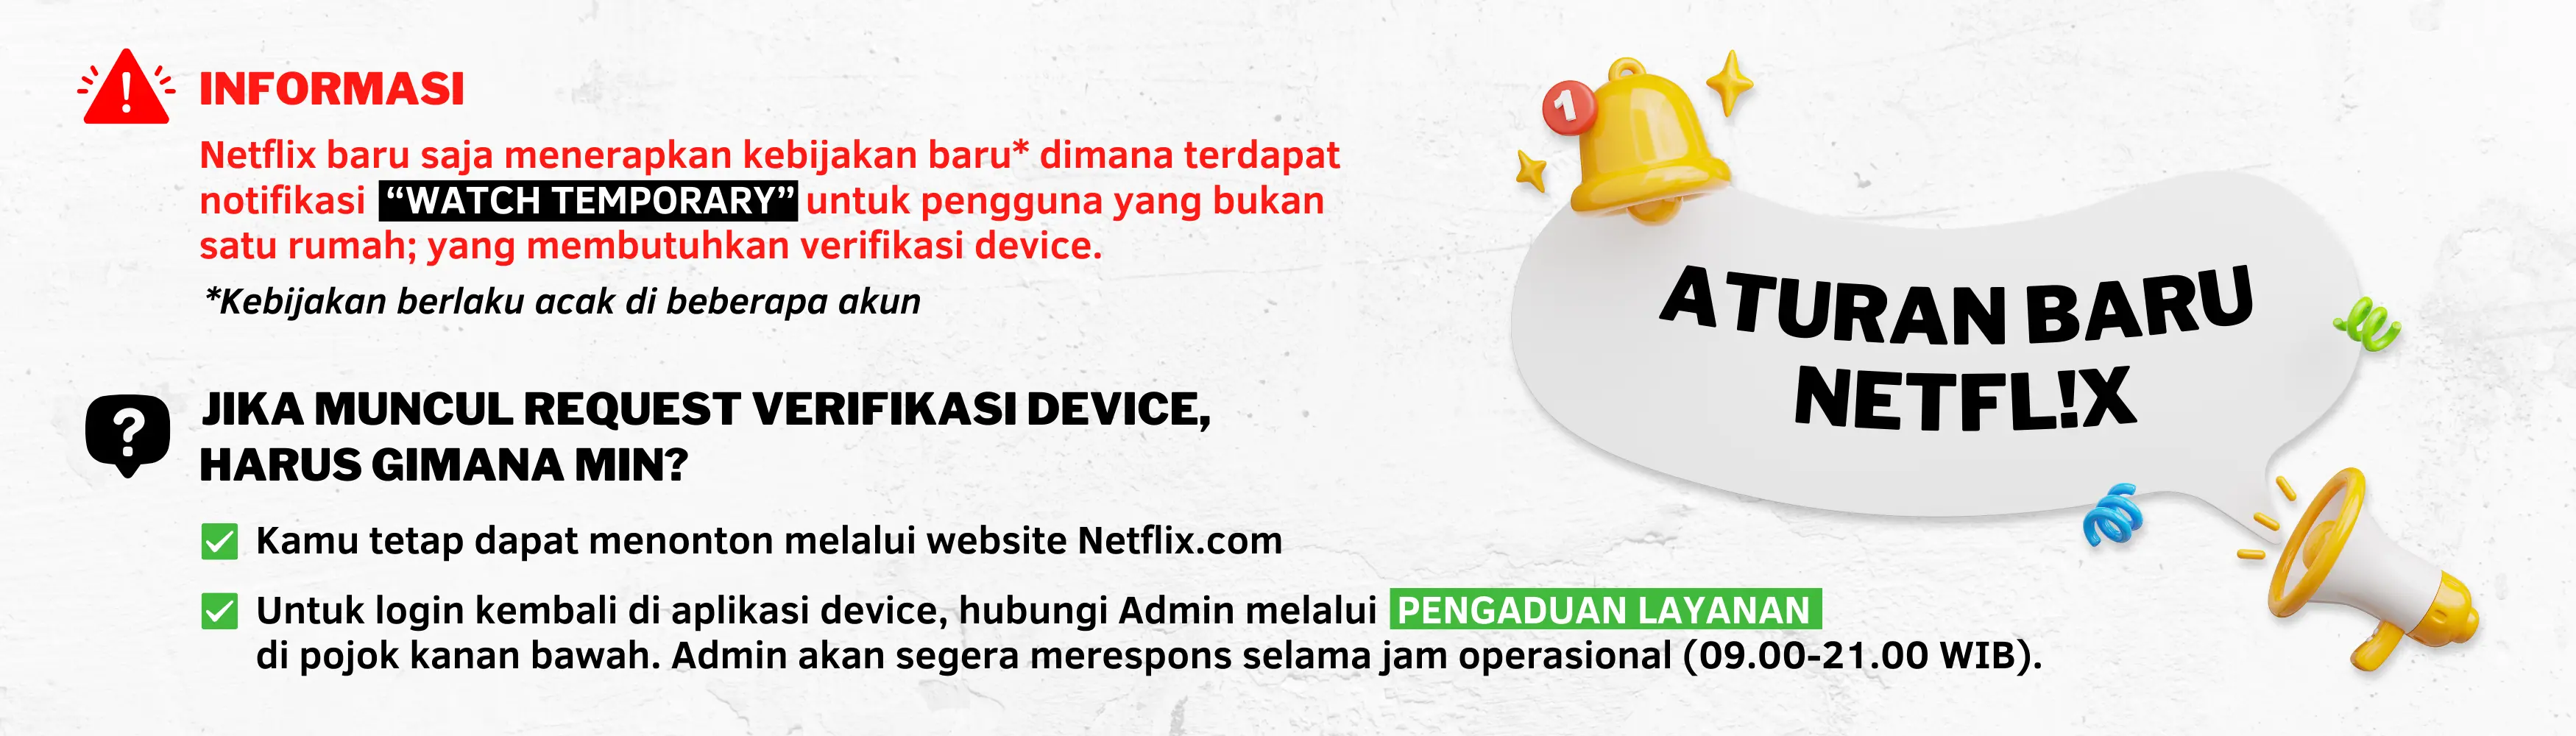 INFORMASI
Netflix baru saja menerapkan kebijakan baru* dimana terdapat
notifikasi “WATCH TEMPORARY” untuk pengguna yang bukan
satu rumah; yang membutuhkan verifikasi device.
*Kebijakan berlaku acak di beberapa akun
JIKA MUNCUL REQUEST VERIFIKASI DEVICE,
HARUS GIMANA MIN?
Kamu tetap dapat menonton melalui website Netflix.com
Untuk login kembali di aplikasi device, hubungi Admin melalui PENGADUAN LAYANAN
di pojok kanan bawah. Admin akan segera merespons selama jam operasional (09.00-21.00 WIB).
1
ATURAN BARU
NETFL!X